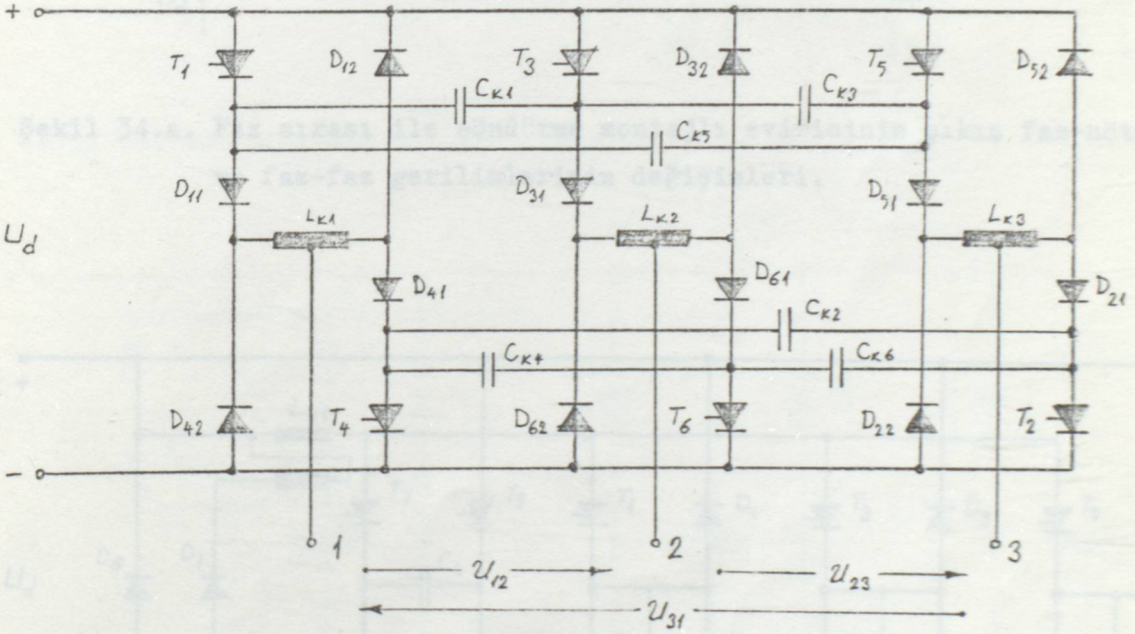 +
T1 D12 T3 D32 T5 D52
CK1 CK3
CK5
Şekil 34.a. Faz sırası ile söndürme montajlı eviricinin çıkış faz-nöt
ve faz-faz gerilimlerinin değişimleri.
D11 D31 D51
LK1 LK2 LK3
Ud
D41 D61 D21
CK2
CK4 CK6
D42 T4 D62 T6 D22 T2
-
1 2 3
U12 U23
U31